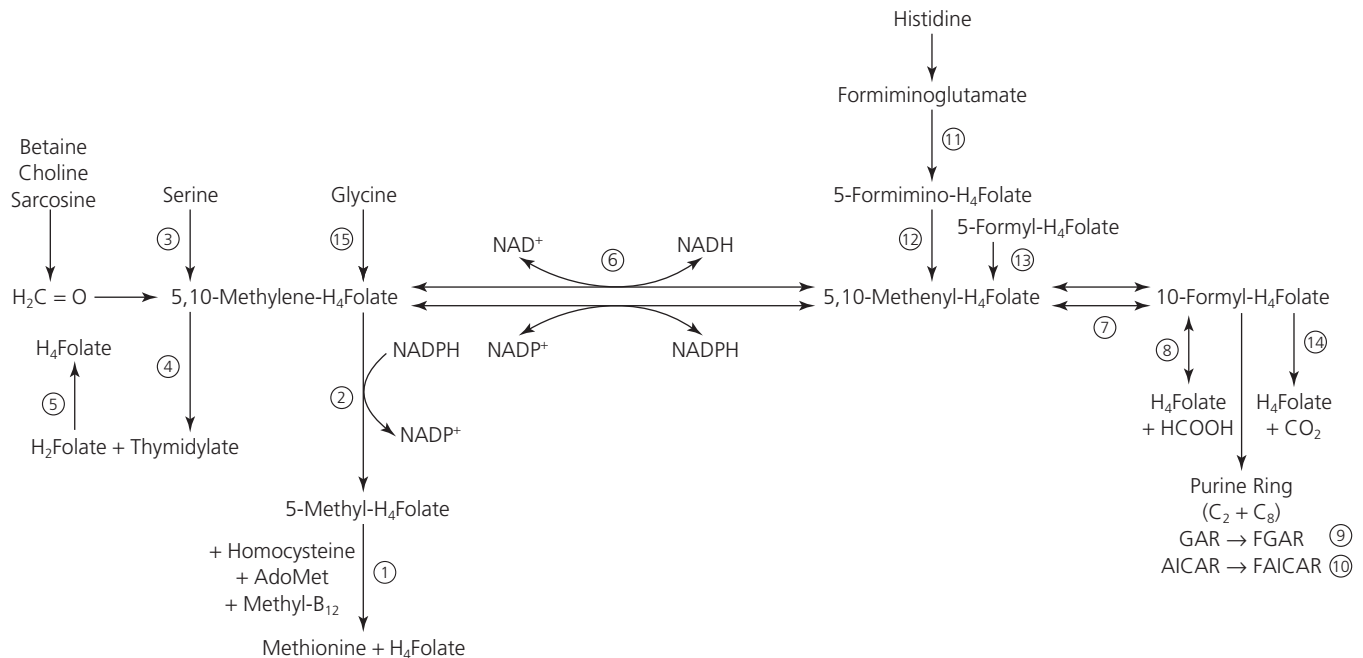 Histidine
Formiminoglutamate
⑪
Betaine
Choline
Sarcosine
Serine
Glycine
5-Formimino-H₄Folate
③
⑮
NAD⁺
⑥
NADH
⑫
5-Formyl-H₄Folate
⑬
H₂C = O
5,10-Methylene-H₄Folate
5,10-Methenyl-H₄Folate
10-Formyl-H₄Folate
⑦
H₄Folate
④
NADPH
NADP⁺
NADPH
⑧
⑭
⑤
②
H₄Folate
+ HCOOH
H₄Folate
+ CO₂
H₂Folate + Thymidylate
NADP⁺
5-Methyl-H₄Folate
Purine Ring
(C₂ + C₈)
GAR → FGAR ⑨
AICAR → FAICAR ⑩
+ Homocysteine
+ AdoMet
+ Methyl-B₁₂
①
Methionine + H₄Folate